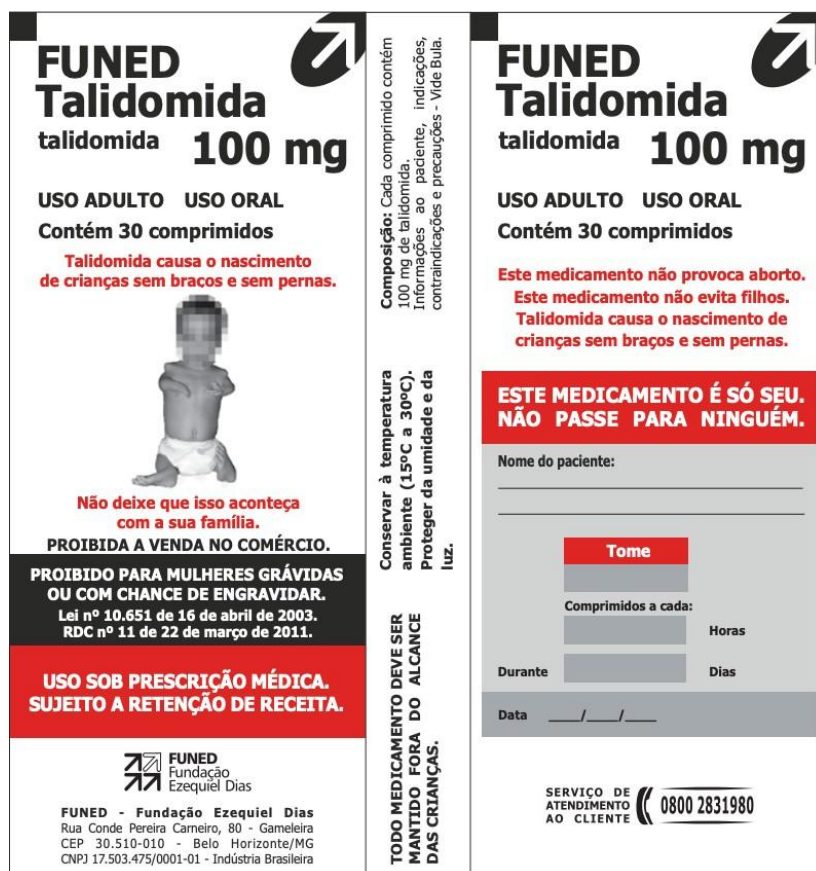 FUNED
Talidomida
talidomida 100 mg
USO ADULTO USO ORAL
Contém 30 comprimidos
Talidomida causa o nascimento
de crianças sem braços e sem pernas.
Não deixe que isso aconteça
com a sua família.
PROIBIDA A VENDA NO COMÉRCIO.
PROIBIDO PARA MULHERES GRÁVIDAS
OU COM CHANCE DE ENGRAVIDAR.
Lei nº 10.651 de 16 de abril de 2003.
RDC nº 11 de 22 de março de 2011.
USO SOB PRESCRIÇÃO MÉDICA.
SUJEITO A RETENÇÃO DE RECEITA.
FUNED
Fundação
Ezequiel Dias
FUNED - Fundação Ezequiel Dias
Rua Conde Pereira Carneiro, 80 - Gameleira
CEP 30.510-010 - Belo Horizonte/MG
CNPJ 17.503.475/0001-01 - Indústria Brasileira
Composição: Cada comprimido contém
100 mg de talidomida.
Informações ao paciente, indicações,
contraindicações e precauções - Vide Bula.
Conservar à temperatura
ambiente (15ºC a 30ºC).
Proteger da umidade e da
luz.
TODO MEDICAMENTO DEVE SER
MANTIDO FORA DO ALCANCE
DAS CRIANÇAS.
FUNED
Talidomida
talidomida 100 mg
USO ADULTO USO ORAL
Contém 30 comprimidos
Este medicamento não provoca aborto.
Este medicamento não evita filhos.
Talidomida causa o nascimento de
crianças sem braços e sem pernas.
ESTE MEDICAMENTO É SÓ SEU.
NÃO PASSE PARA NINGUÉM.
Nome do paciente:
Tome
Comprimidos a cada:
Horas
Durante Dias
Data ____/____/____
SERVIÇO DE
ATENDIMENTO
AO CLIENTE
0800 2831980